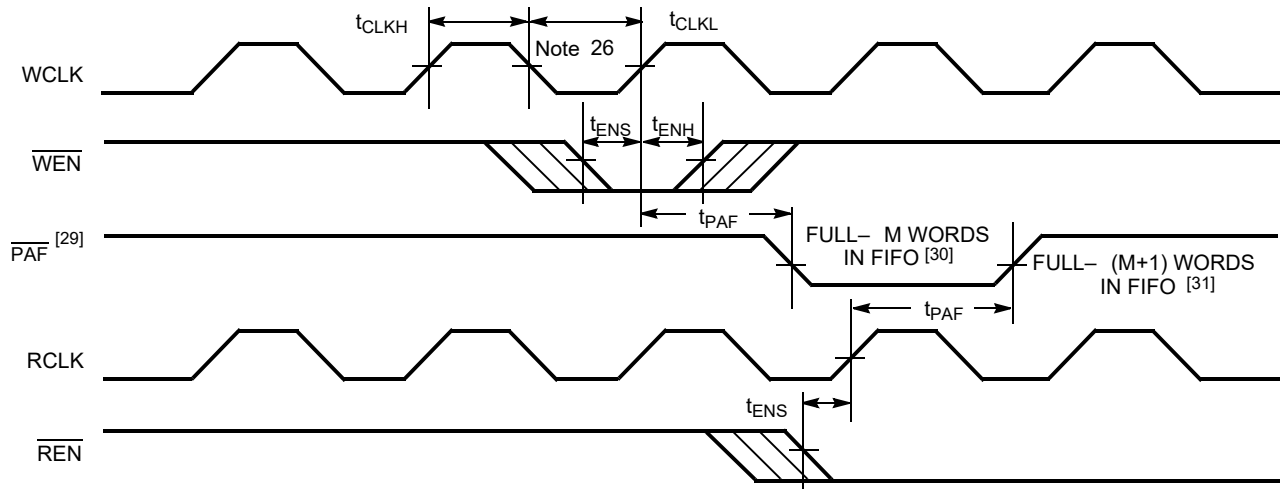 tCLKH
tCLKL
Note 26
WCLK
tENS
tENH
WEN
tPAF
PAF [29]
FULL– M WORDS
IN FIFO [30]
FULL– (M+1) WORDS
IN FIFO [31]
tPAF
RCLK
tENS
REN